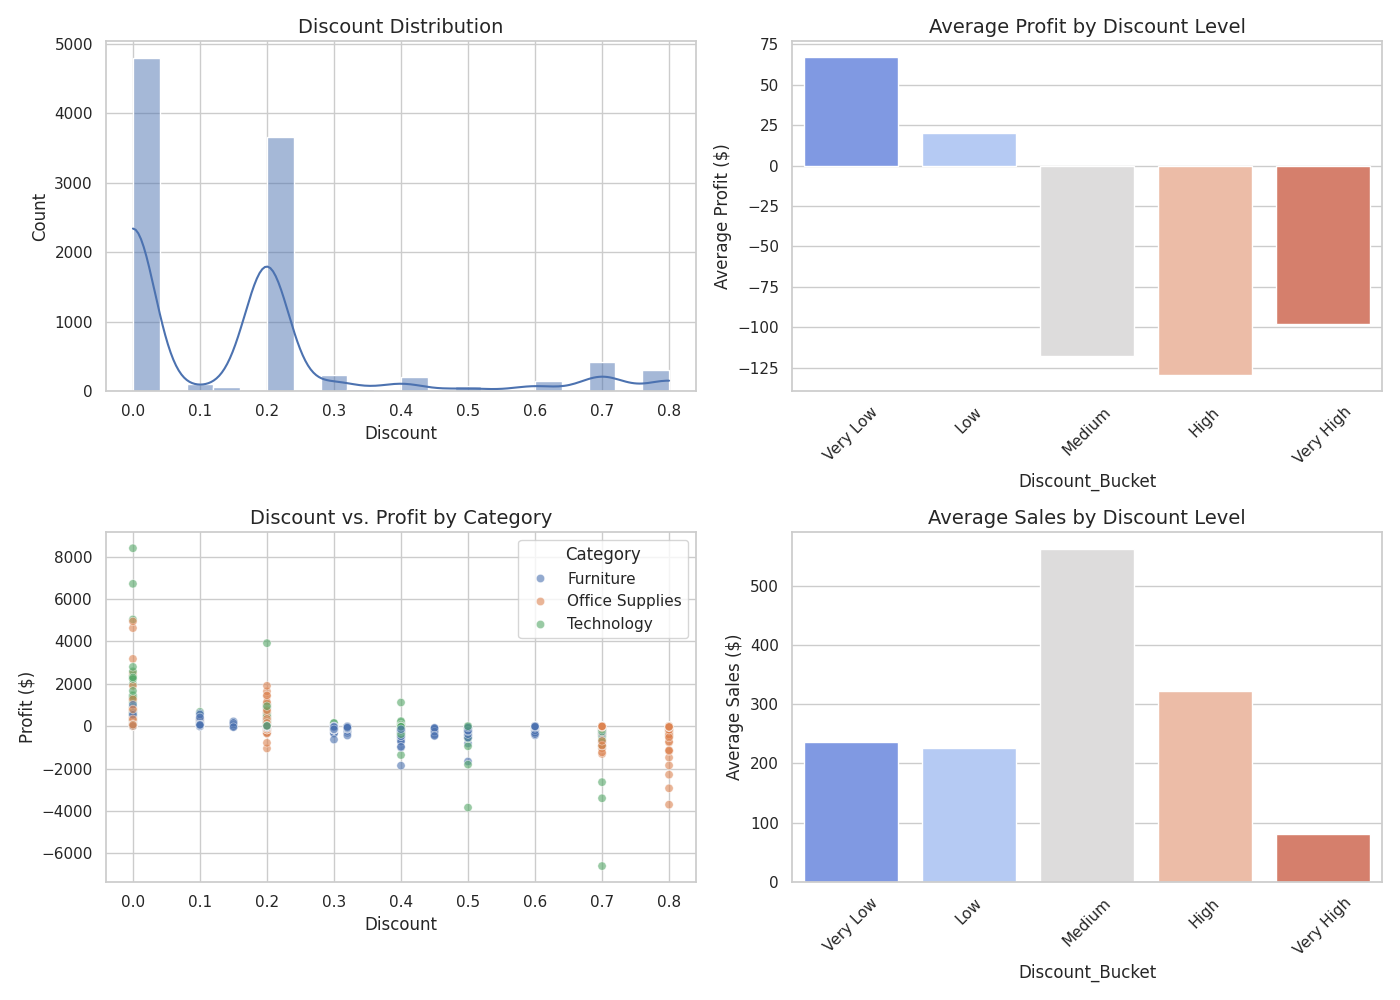 Discount Distribution
5000
4000
3000
2000
1000
0
Count
0.0 0.1 0.2 0.3 0.4 0.5 0.6 0.7 0.8
Discount
Average Profit by Discount Level
75
50
25
0
−25
−50
−75
−100
−125
Average Profit ($)
Very Low Low Medium High Very High
Discount_Bucket
Discount vs. Profit by Category
8000
6000
4000
2000
0
−2000
−4000
−6000
Profit ($)
Category
Furniture
Office Supplies
Technology
0.0 0.1 0.2 0.3 0.4 0.5 0.6 0.7 0.8
Discount
Average Sales by Discount Level
500
400
300
200
100
0
Average Sales ($)
Very Low Low Medium High Very High
Discount_Bucket